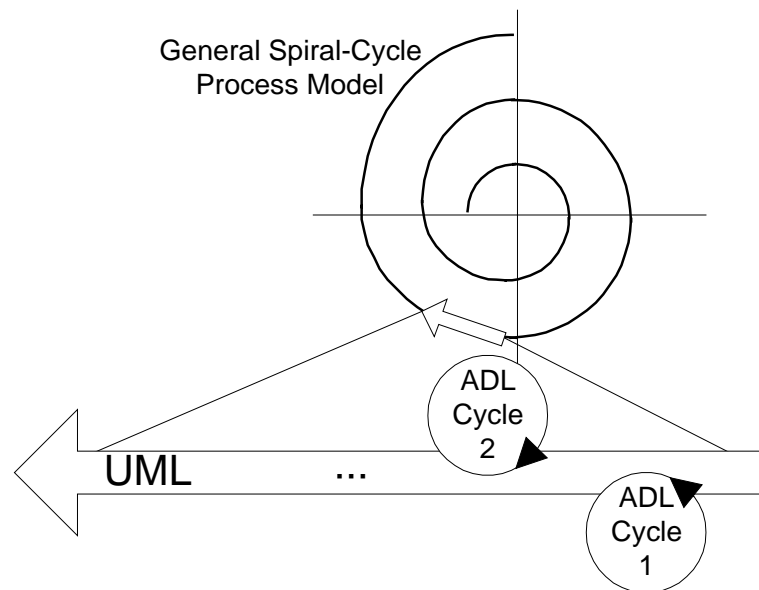 General Spiral-Cycle
Process Model
ADL
Cycle
2
UML
...
ADL
Cycle
1